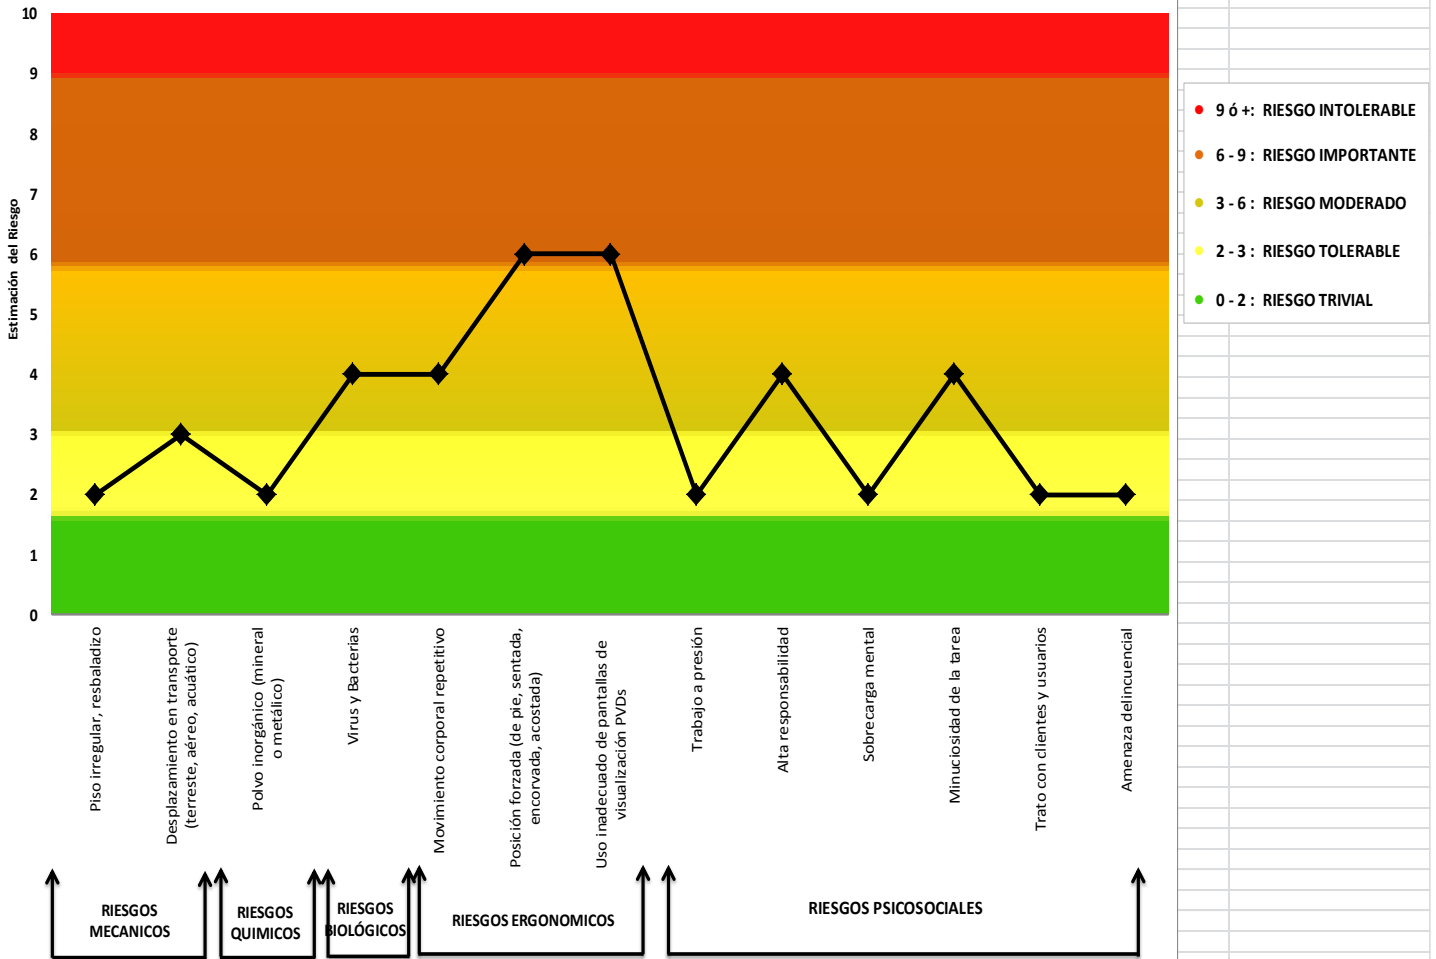 10
9
8
7
6
5
4
3
2
1
0
Estimación del Riesgo
9 ó +: RIESGO INTOLERABLE
6 - 9 : RIESGO IMPORTANTE
3 - 6 : RIESGO MODERADO
2 - 3 : RIESGO TOLERABLE
0 - 2 : RIESGO TRIVIAL
Piso irregular, resbaladizo
Desplazamiento en transporte
(terreste, aéreo, acuático)
Polvo inorgánico (mineral
o metálico)
Virus y Bacterias
Movimiento corporal repetitivo
Posición forzada (de pie, sentada,
encorvada, acostada)
Uso inadecuado de pantallas de
visualización PVDs
Trabajo a presión
Alta responsabilidad
Sobrecarga mental
Minuciosidad de la tarea
Trato con clientes y usuarios
Amenaza delincuencial
RIESGOS
MECANICOS
RIESGOS
QUIMICOS
RIESGOS
BIOLÓGICOS
RIESGOS ERGONOMICOS
RIESGOS PSICOSOCIALES